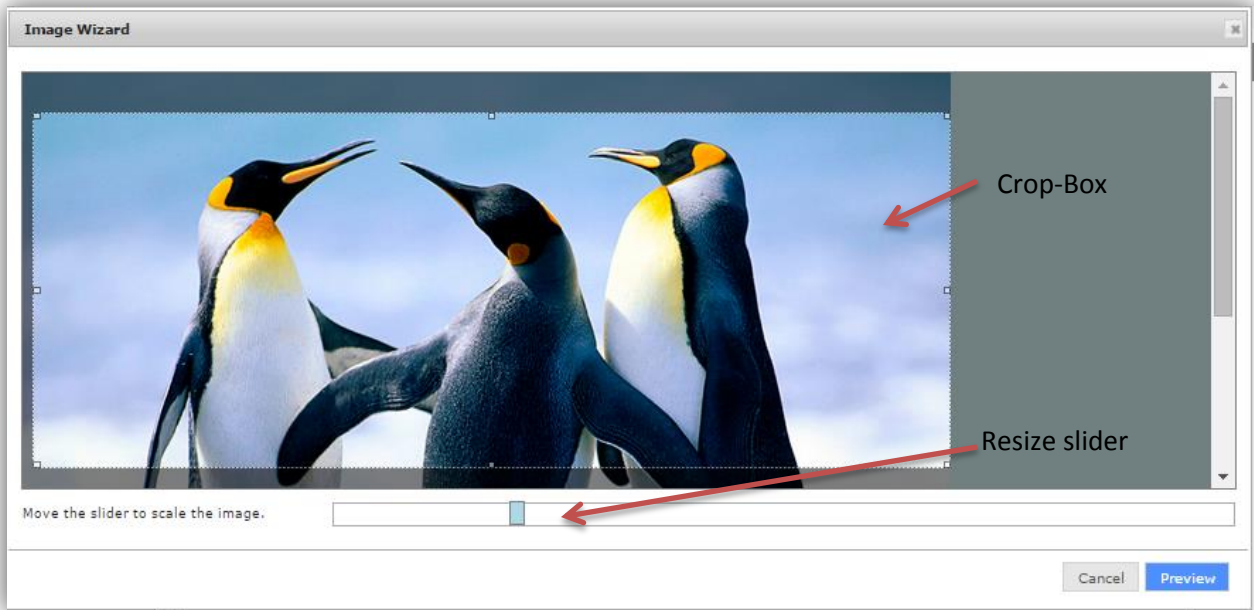 Image Wizard
Crop-Box
Resize slider
Move the slider to scale the image.
Cancel
Preview